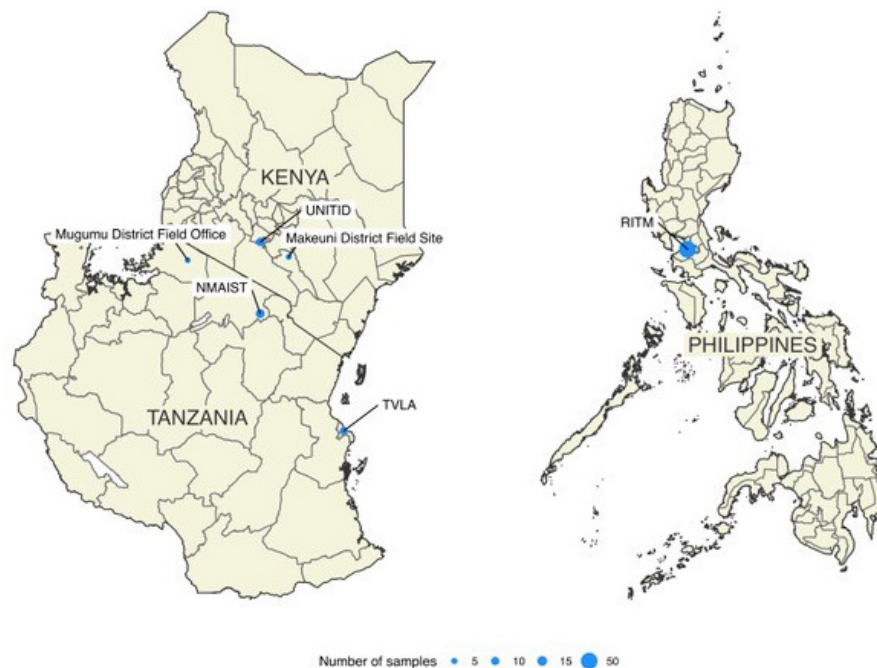 KENYA
UNITID
Mugumu District Field Office
Makeuni District Field Site
NMAIST
TANZANIA
TVLA
RITM
PHILIPPINES
Number of samples 5 10 15 50